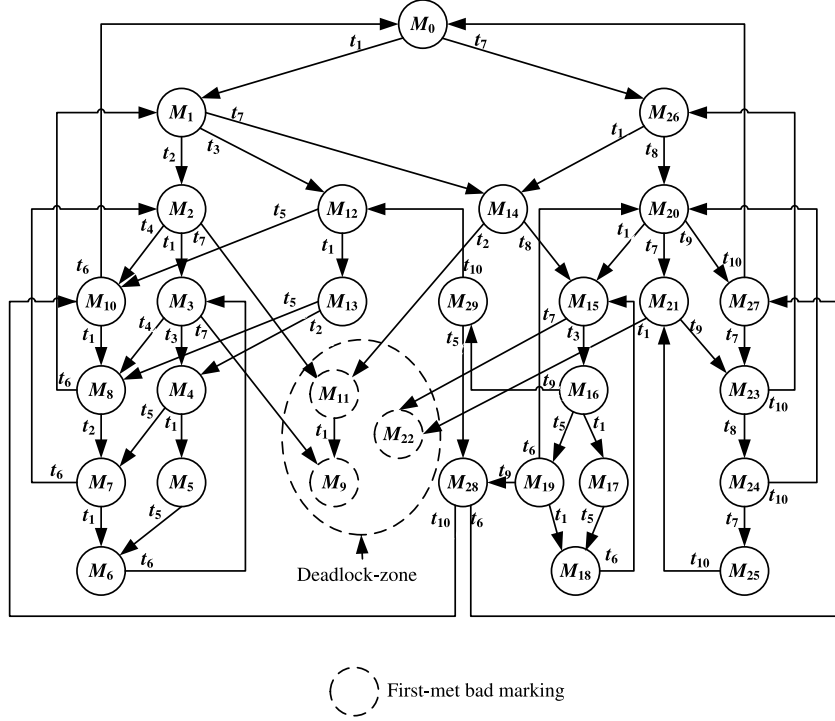 M0
t1 t7
M1 M26
t7 t1
t2 t3 t8
M2 M12 M14 M20
t4 t1 t7 t5 t2 t8 t1 t7 t9
t6 t1 t10 t10
M10 M3 M13 M29 M15 M21 M27
t1 t4 t3 t7 t5 t2 t5 t7 t3 t1 t9 t7
M8 M4 M11 M16 M23
t6 t9 t10
t2 t5 t1 t1 M22 t5 t1 t8
t6 t6 t9
M7 M5 M9 M28 M19 M17 M24
t1 t5 t10 t6 t1 t5 t7 t10
M6 t6 M18 t6 t10 M25
Deadlock-zone
First-met bad marking